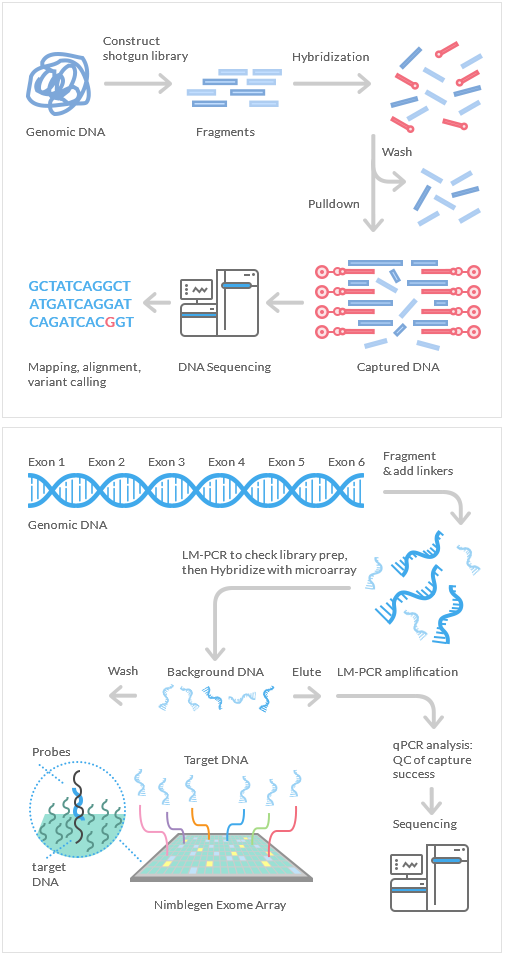 Construct
shotgun library
Hybridization
Genomic DNA
Fragments
Wash
Pulldown
GCTATCAGGCT
ATGATCAGGAT
CAGATCACGGT
Mapping, alignment,
variant calling
DNA Sequencing
Captured DNA
Exon 1 Exon 2 Exon 3 Exon 4 Exon 5 Exon 6
Fragment
& add linkers
Genomic DNA
LM-PCR to check library prep,
then Hybridize with microarray
Wash
Background DNA
Elute
LM-PCR amplification
qPCR analysis:
QC of capture
success
Probes
Target DNA
Sequencing
target
DNA
Nimblegen Exome Array